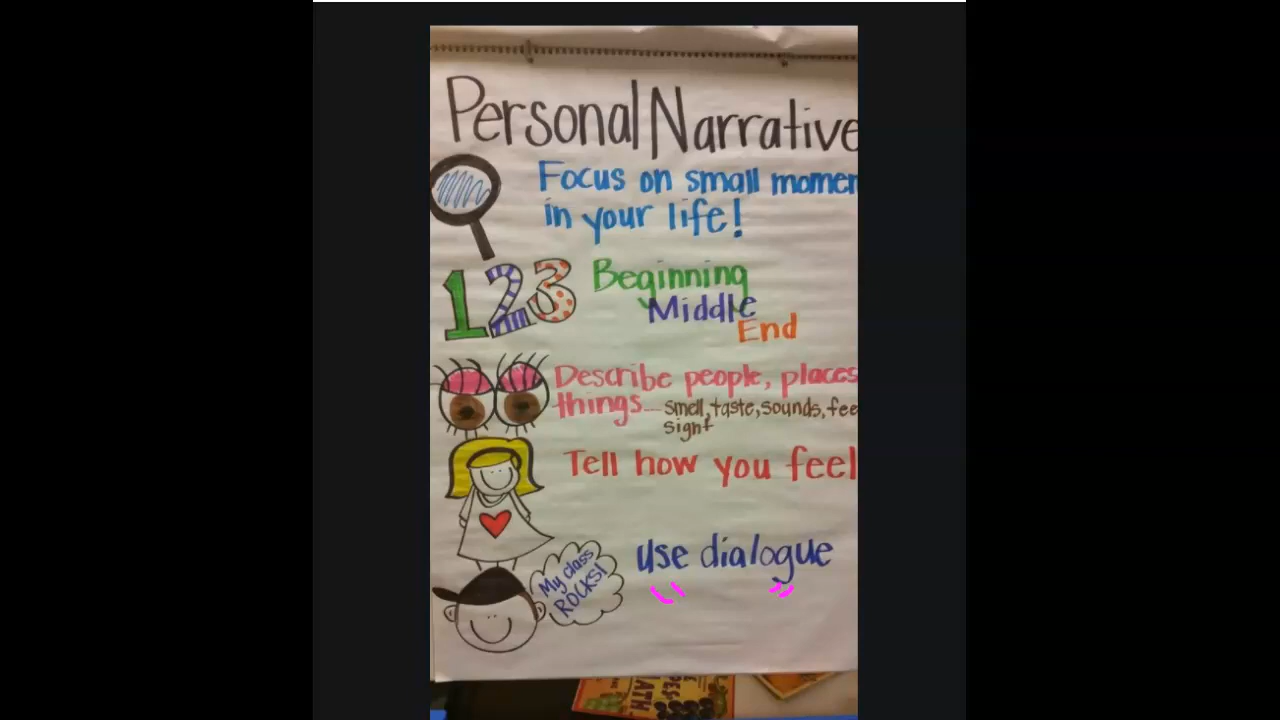 Personal Narrative
Focus on small momen
in your life!
123
Beginning
Middle
End
Describe people, places
things... smell, taste, sounds, fee
sight
Tell how you feel
use dialogue
My class
ROCKS!